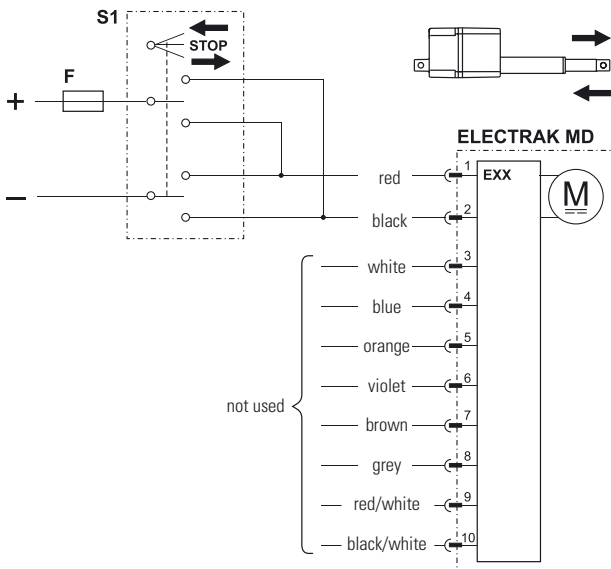 S1
STOP
F
+
–
ELECTRAK MD
EXX
M
red 1
black 2
white 3
blue 4
orange 5
violet 6
brown 7
grey 8
red/white 9
black/white 10
not used